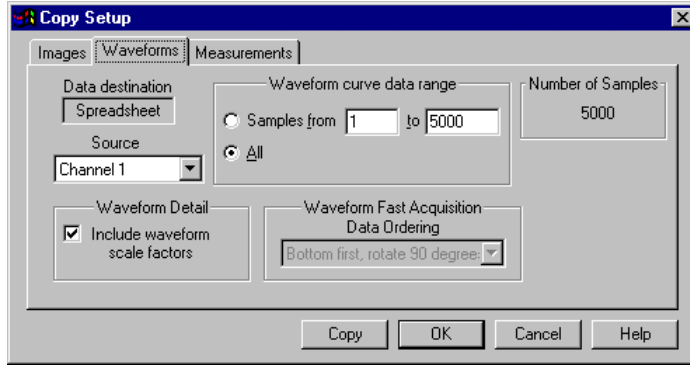 Copy Setup
Images Waveforms Measurements
Data destination
Spreadsheet
Source
Channel 1
Waveform curve data range
Samples from 1 to 5000
All
Number of Samples
5000
Waveform Detail
Include waveform
scale factors
Waveform Fast Acquisition
Data Ordering
Bottom first, rotate 90 degree
Copy OK Cancel Help